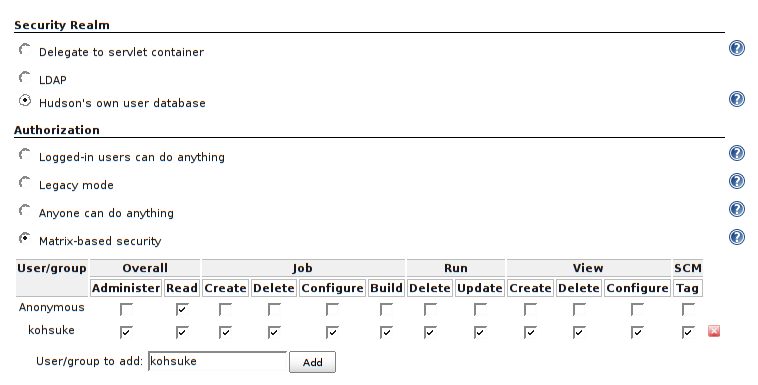 Security Realm
Delegate to servlet container
LDAP
Hudson's own user database
Authorization
Logged-in users can do anything
Legacy mode
Anyone can do anything
Matrix-based security
User/group Overall Job Run View SCM
Administer Read Create Delete Configure Build Delete Update Create Delete Configure Tag
Anonymous
kohsuke
User/group to add: kohsuke Add